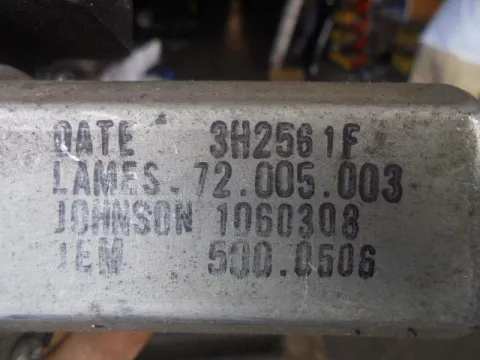 DATE 3H2561F
LAMES. 72.005.003
JOHNSON 1060308
IEM 500.0506